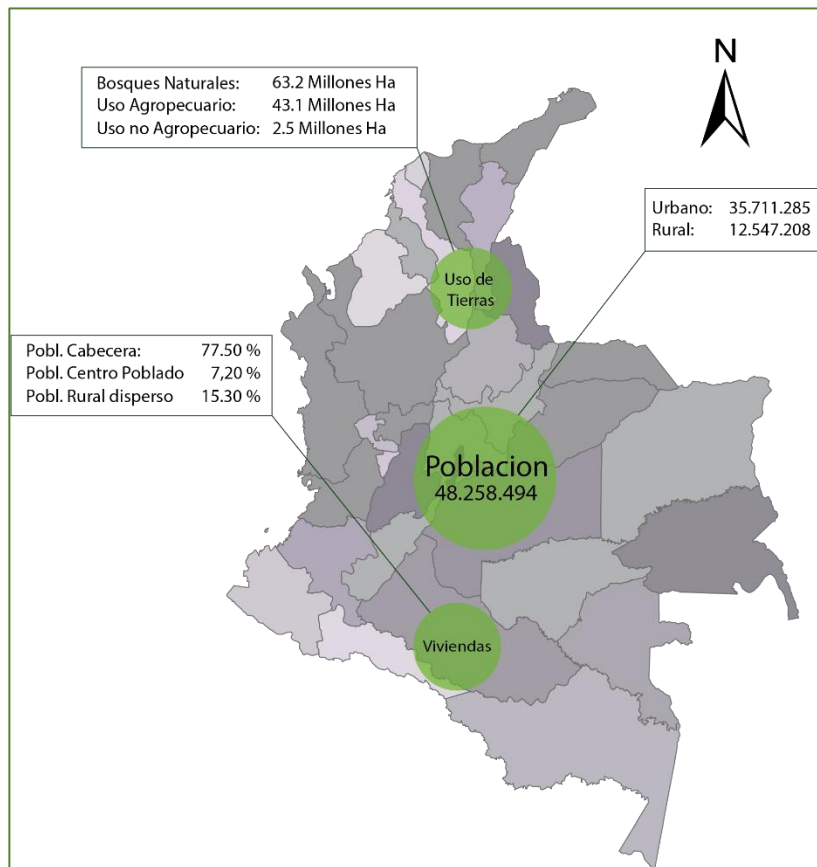 N
Bosques Naturales: 63.2 Millones Ha
Uso Agropecuario: 43.1 Millones Ha
Uso no Agropecuario: 2.5 Millones Ha
Urbano: 35.711.285
Rural: 12.547.208
Uso de
Tierras
Pobl. Cabecera: 77.50 %
Pobl. Centro Poblado 7,20 %
Pobl. Rural disperso 15.30 %
Poblacion
48.258.494
Viviendas